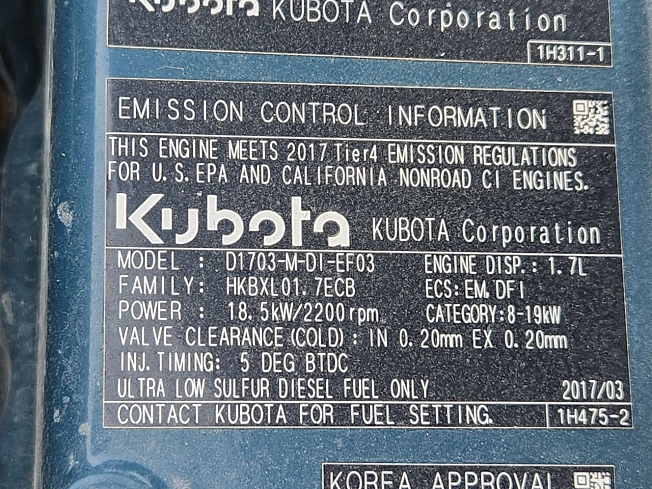 Kubota KUBOTA Corporation
1H311-1
EMISSION CONTROL INFORMATION
THIS ENGINE MEETS 2017 Tier4 EMISSION REGULATIONS
FOR U.S.EPA AND CALIFORNIA NONROAD CI ENGINES.
Kubota KUBOTA Corporation
MODEL : D1703-M-DI-EF03 ENGINE DISP.: 1.7L
FAMILY: HKBXL01.7ECB ECS:EM,DFI
POWER : 18.5kW/2200rpm CATEGORY:8-19kW
VALVE CLEARANCE(COLD): IN 0.20mm EX 0.20mm
INJ.TIMING: 5 DEG BTDC
ULTRA LOW SULFUR DIESEL FUEL ONLY 2017/03
CONTACT KUBOTA FOR FUEL SETTING. 1H475-2
KOREA APPROVAL